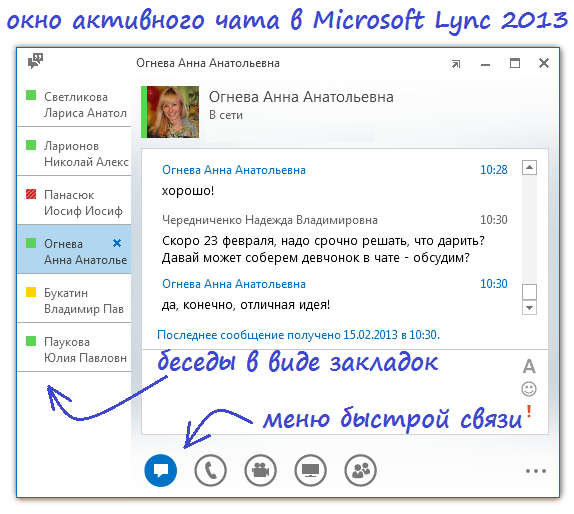 окно активного чата в Microsoft Lync 2013
Огнева Анна Анатольевна
Светликова
Лариса Анатол
Ларионов
Николай Алекс
Панасюк
Иосиф Иосиф
Огнева
Анна Анатолье
Букатин
Владимир Пав
Паукова
Юлия Павловн
Огнева Анна Анатольевна
В сети
Огнева Анна Анатольевна 10:28
хорошо!
Чередниченко Надежда Владимировна 10:30
Скоро 23 февраля, надо срочно решать, что дарить?
Давай может соберем девчонок в чате - обсудим?
Огнева Анна Анатольевна 10:30
да, конечно, отличная идея!
Последнее сообщение получено 15.02.2013 в 10:30.
беседы в виде закладок
A
!
меню быстрой связи